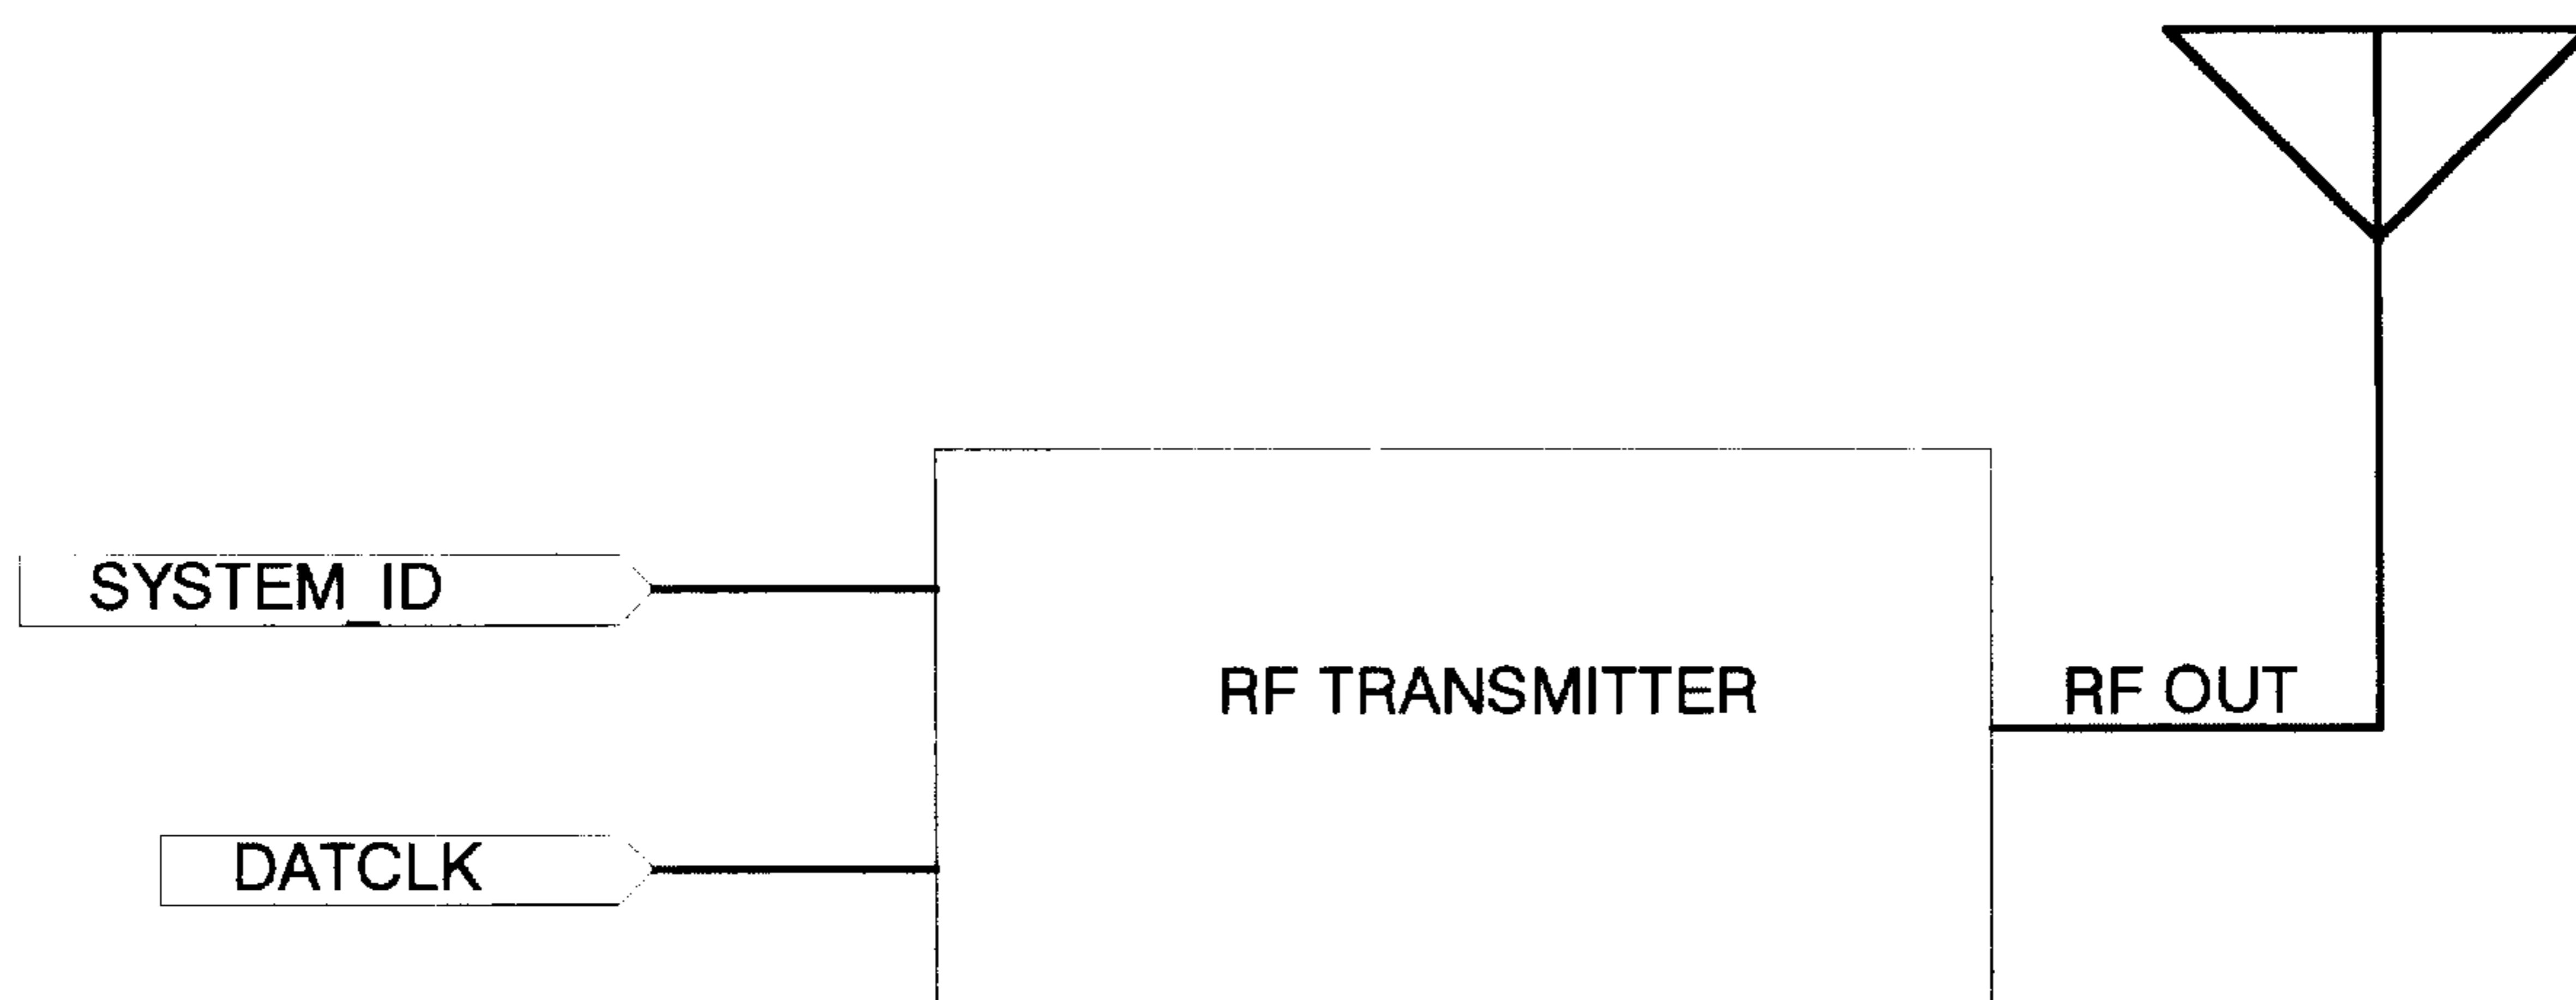 SYSTEM_ID
RF TRANSMITTER
RF OUT
DATCLK